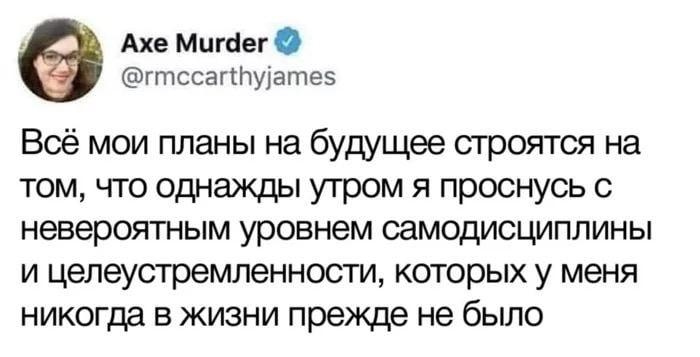 Axe Murder
@rmccarthyjames
Всё мои планы на будущее строятся на
том, что однажды утром я проснусь с
невероятным уровнем самодисциплины
и целеустремленности, которых у меня
никогда в жизни прежде не было